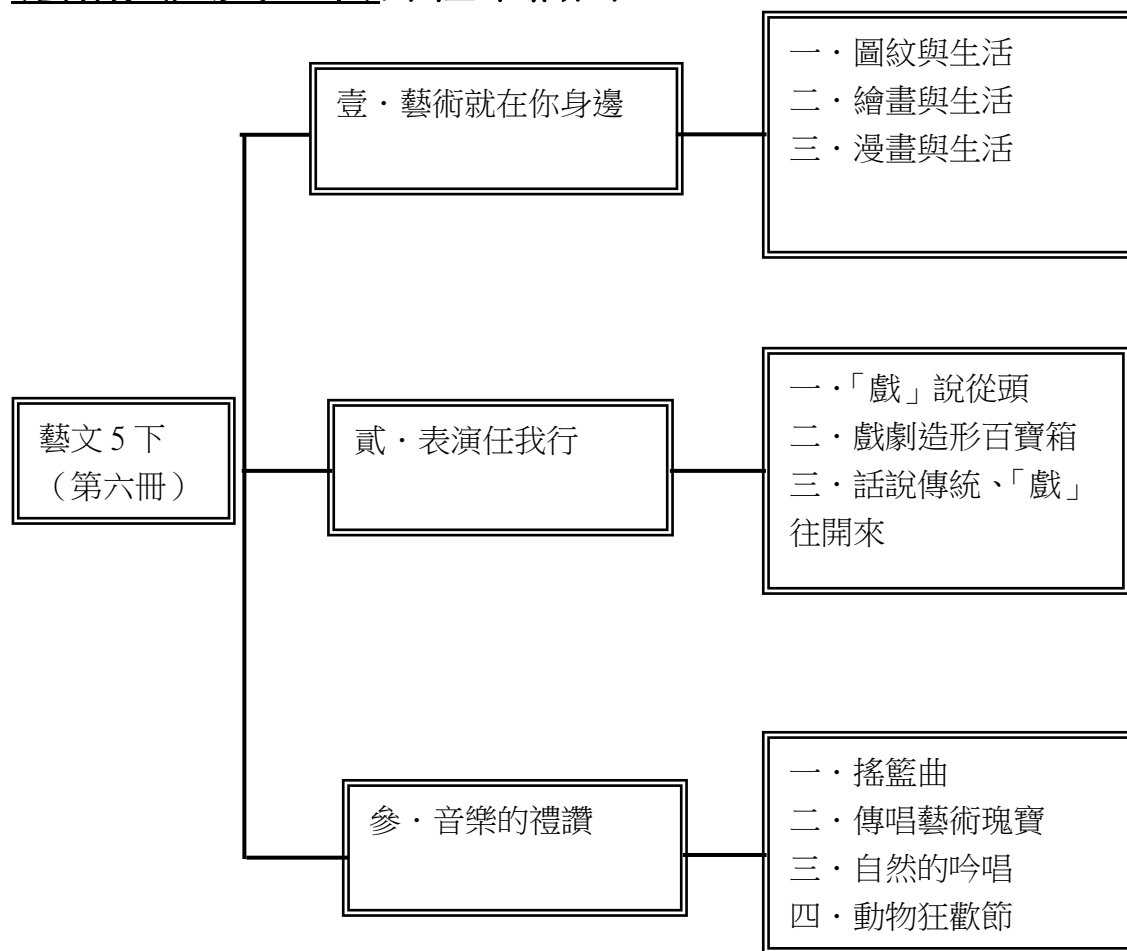 壹．藝術就在你身邊
一．圖紋與生活
二．繪畫與生活
三．漫畫與生活
藝文 5 下
（第六冊）
貳．表演任我行
一．「戲」說從頭
二．戲劇造形百寶箱
三．話說傳統、「戲」
往開來
參．音樂的禮讚
一．搖籃曲
二．傳唱藝術瑰寶
三．自然的吟唱
四．動物狂歡節